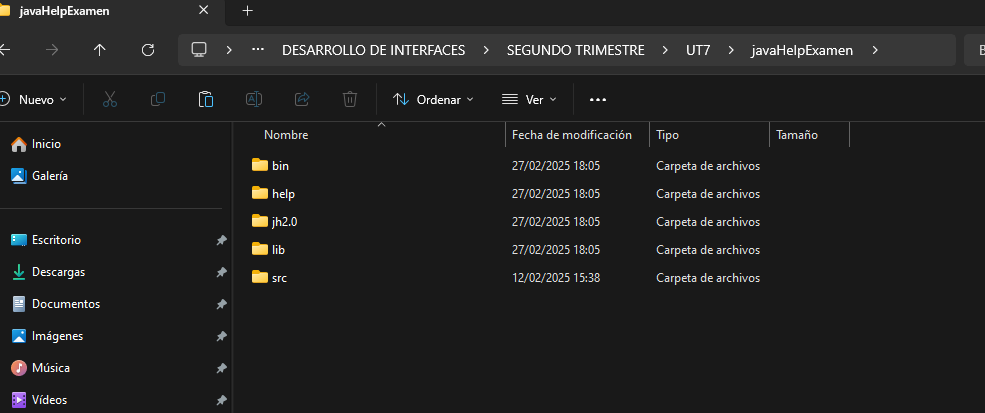 javaHelpExamen
DESARROLLO DE INTERFACES > SEGUNDO TRIMESTRE > UT7 > javaHelpExamen >
Nuevo Ordenar Ver
Nombre Fecha de modificación Tipo Tamaño
Inicio
Galería
Escritorio
Descargas
Documentos
Imágenes
Música
Vídeos
bin 27/02/2025 18:05 Carpeta de archivos
help 27/02/2025 18:05 Carpeta de archivos
jh2.0 27/02/2025 18:05 Carpeta de archivos
lib 27/02/2025 18:05 Carpeta de archivos
src 12/02/2025 15:38 Carpeta de archivos